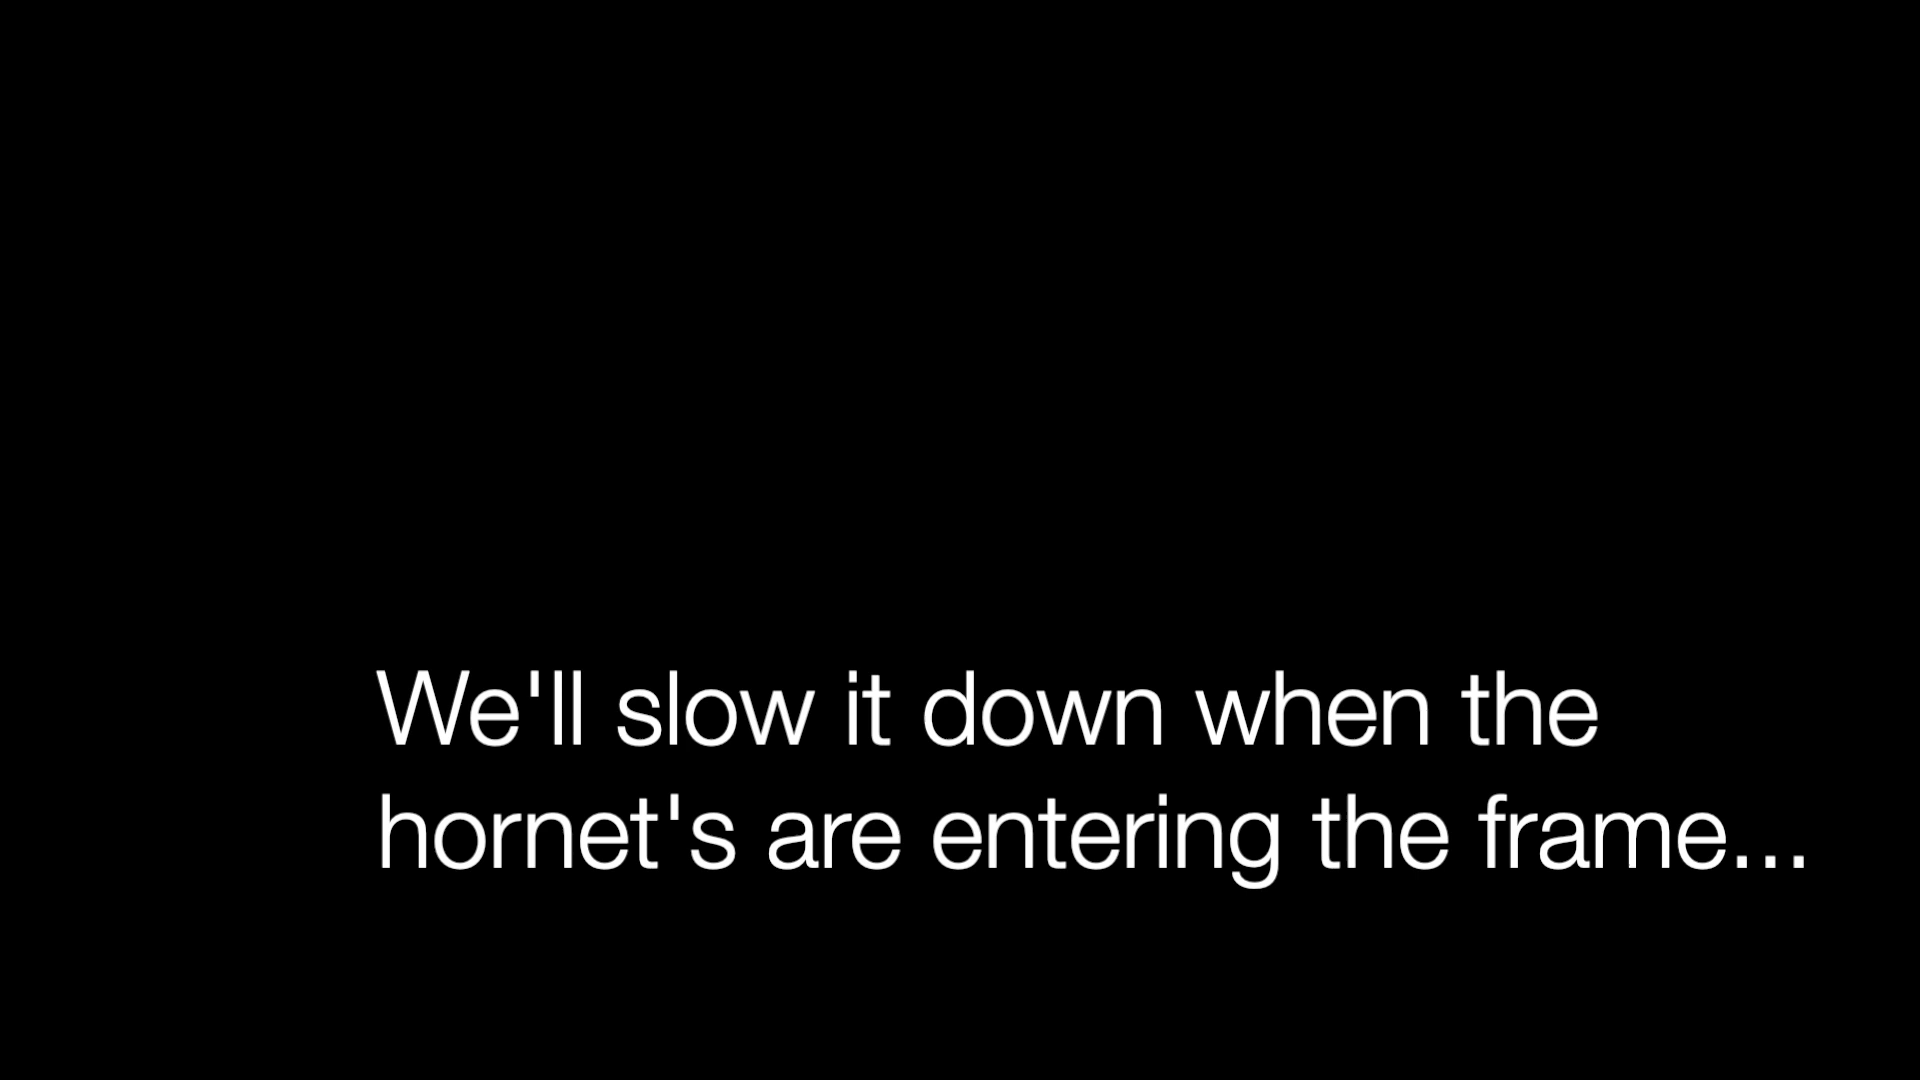 We'll slow it down when the
hornet's are entering the frame...